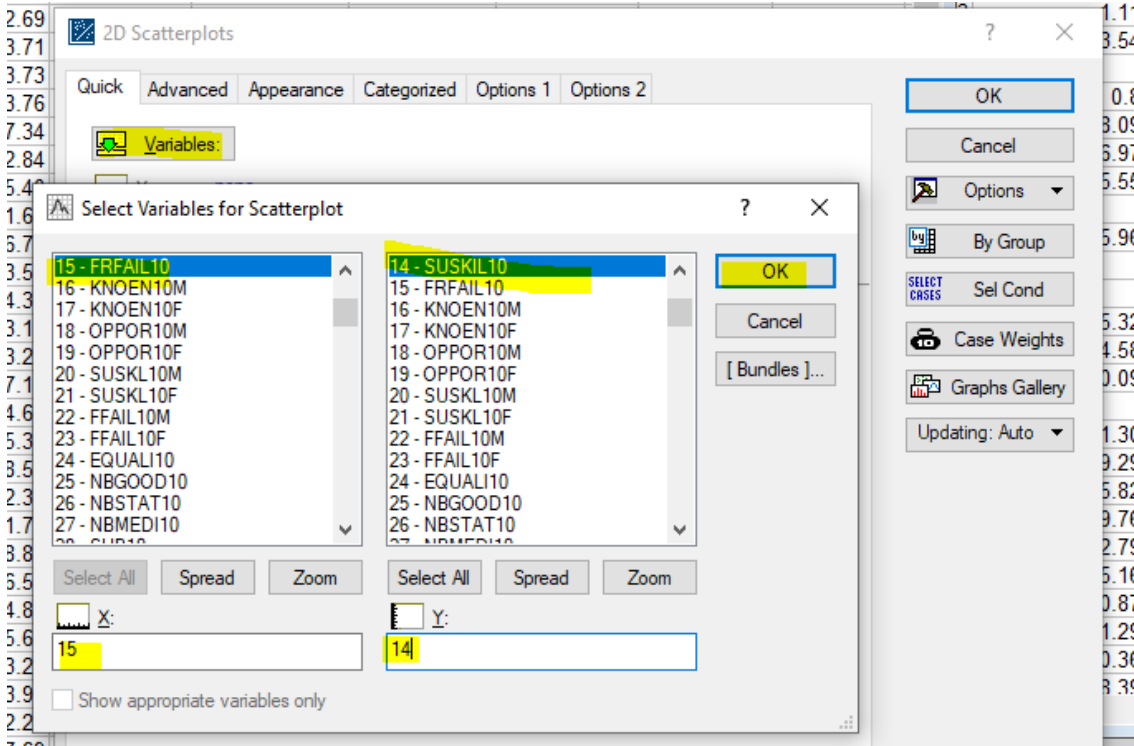 2D Scatterplots
?
Quick Advanced Appearance Categorized Options 1 Options 2
Variables:
OK
Cancel
Options
By Group
SELECT CASES Sel Cond
Case Weights
Graphs Gallery
Updating: Auto
Select Variables for Scatterplot
?
15 - FRFAIL10
16 - KNOEN10M
17 - KNOEN10F
18 - OPPOR10M
19 - OPPOR10F
20 - SUSKL10M
21 - SUSKL10F
22 - FFAIL10M
23 - FFAIL10F
24 - EQUALI10
25 - NBGOOD10
26 - NBSTAT10
27 - NBMEDI10
14 - SUSKIL10
15 - FRFAIL10
16 - KNOEN10M
17 - KNOEN10F
18 - OPPOR10M
19 - OPPOR10F
20 - SUSKL10M
21 - SUSKL10F
22 - FFAIL10M
23 - FFAIL10F
24 - EQUALI10
25 - NBGOOD10
26 - NBSTAT10
27 - NBMEDI10
OK
Cancel
[ Bundles ]...
Select All Spread Zoom
Select All Spread Zoom
X:
15
Y:
14
Show appropriate variables only